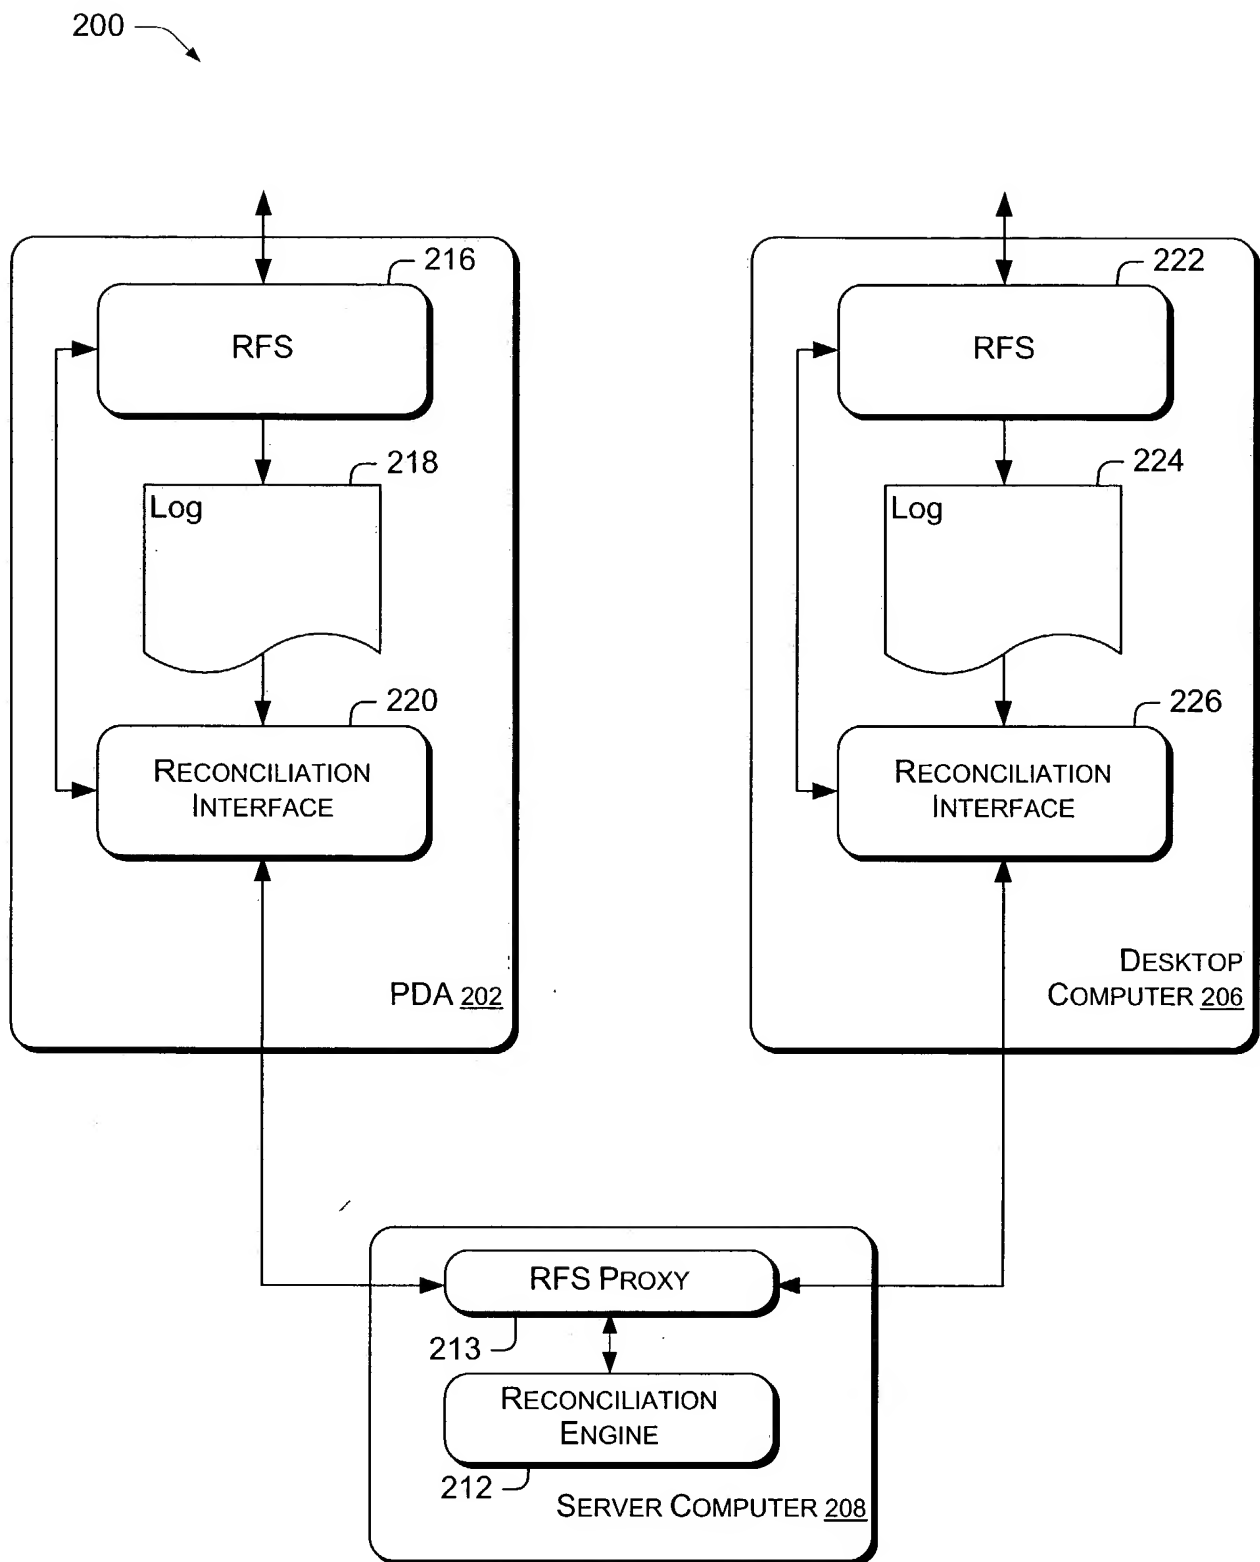 200
216
RFS
218
Log
220
RECONCILIATION
INTERFACE
PDA 202
222
RFS
224
Log
226
RECONCILIATION
INTERFACE
DESKTOP
COMPUTER 206
RFS PROXY
213
RECONCILIATION
ENGINE
212
SERVER COMPUTER 208